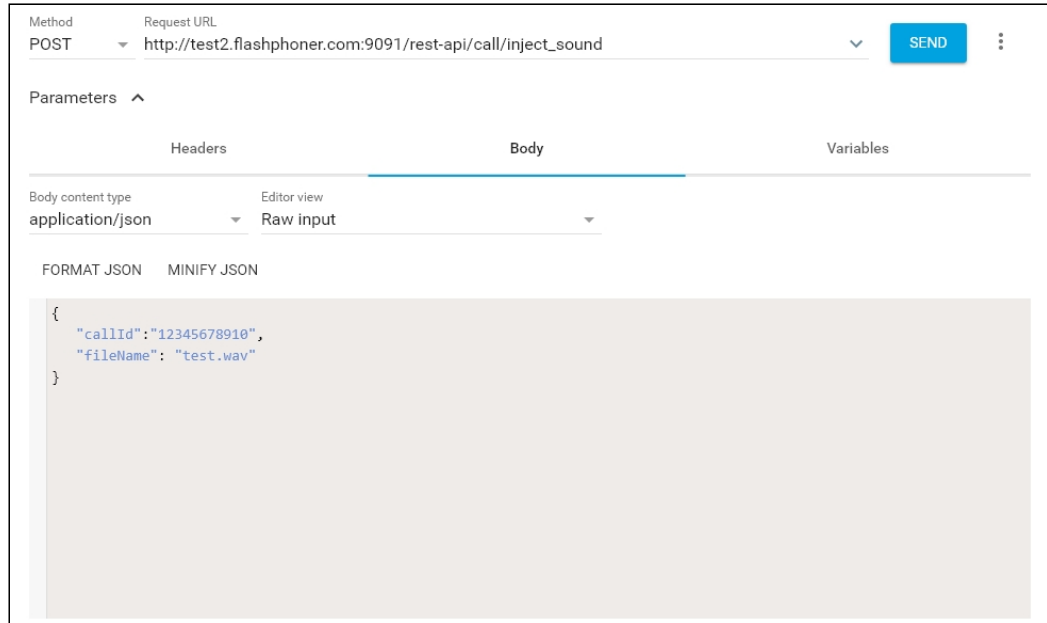 Method Request URL
POST http://test2.flashphoner.com:9091/rest-api/call/inject_sound SEND
Parameters
Headers Body Variables
Body content type Editor view
application/json Raw input
FORMAT JSON MINIFY JSON
{
"callId":"12345678910",
"fileName": "test.wav"
}